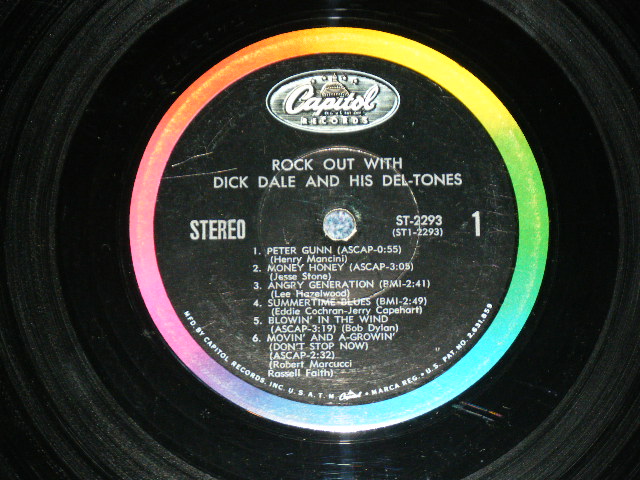 Capitol
RECORDS
ROCK OUT WITH
DICK DALE AND HIS DEL-TONES
STEREO
ST-2293
(ST1-2293)
1
1. PETER GUNN (ASCAP-0:55)
(Henry Mancini)
2. MONEY HONEY (ASCAP-3:05)
(Jesse Stone)
3. ANGRY GENERATION (BMI-2:41)
(Lee Hazelwood)
4. SUMMERTIME BLUES (BMI-2:49)
(Eddie Cochran-Jerry Capehart)
5. BLOWIN' IN THE WIND
(ASCAP-3:19) (Bob Dylan)
6. MOVIN' AND A-GROWIN'
(DON'T STOP NOW)
(ASCAP-2:32)
(Robert Marcucci
Rassell Faith)
MFD. BY CAPITOL RECORDS, INC. U.S.A. T.M. Capitol MARCA REG. • U.S. PAT. NO. 2,631,859